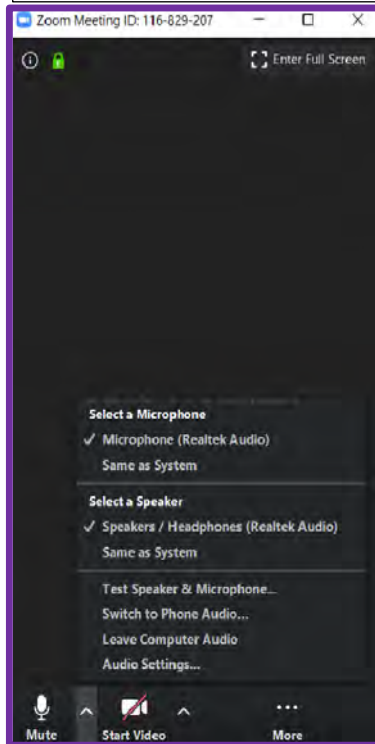 Zoom Meeting ID: 116-829-207
Enter Full Screen
Select a Microphone
✓ Microphone (Realtek Audio)
Same as System
Select a Speaker
✓ Speakers / Headphones (Realtek Audio)
Same as System
Test Speaker & Microphone...
Switch to Phone Audio...
Leave Computer Audio
Audio Settings...
Mute Start Video More